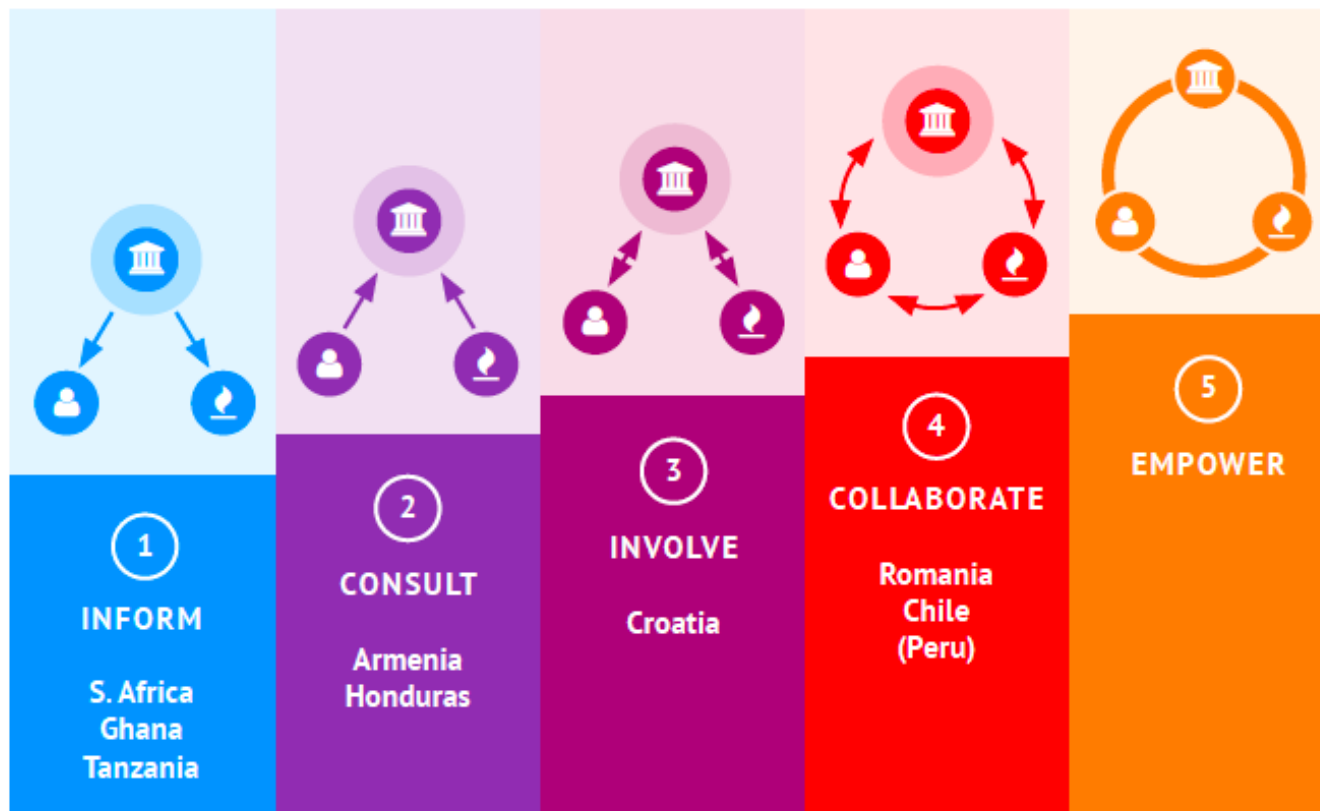 1
INFORM
S. Africa
Ghana
Tanzania
2
CONSULT
Armenia
Honduras
3
INVOLVE
Croatia
4
COLLABORATE
Romania
Chile
(Peru)
5
EMPOWER